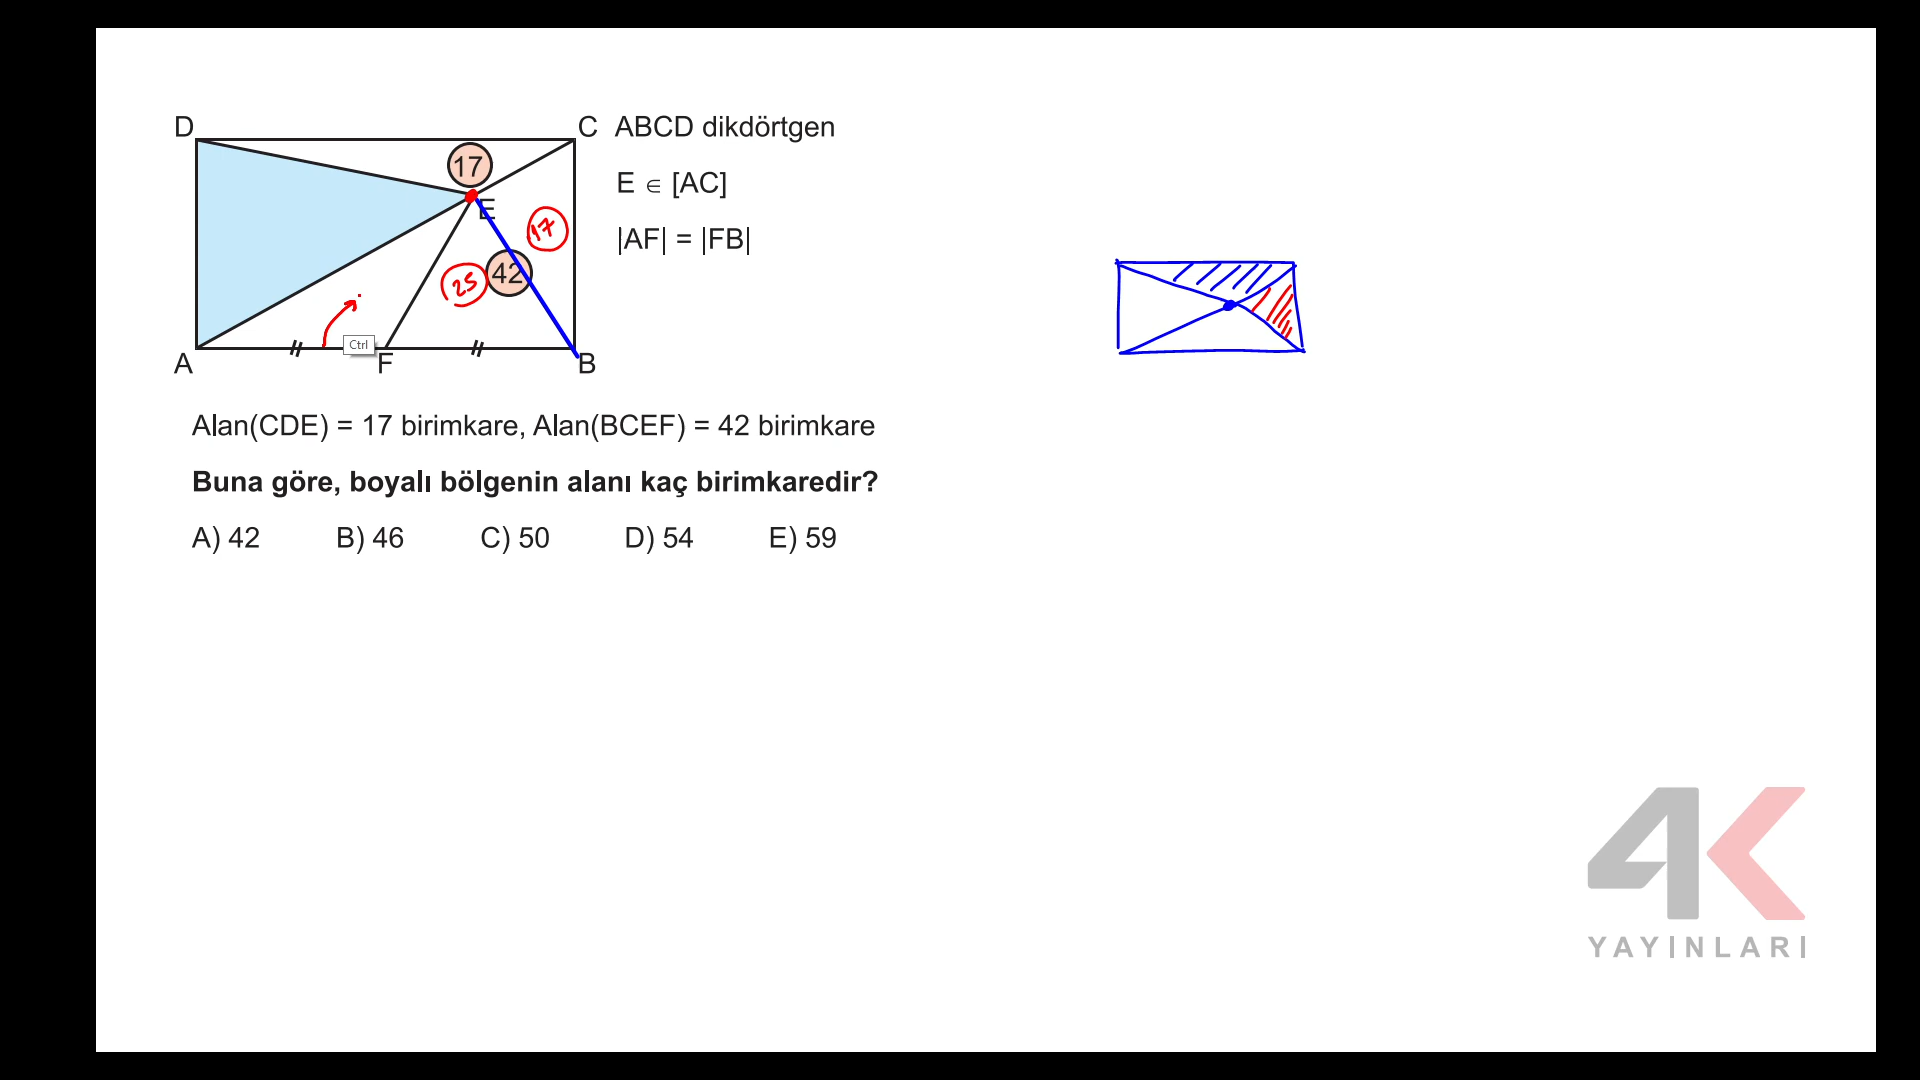 D
C
ABCD dikdörtgen
17
E ∈ [AC]
E
17
|AF| = |FB|
25
42
Ctrl
A
F
B
Alan(CDE) = 17 birimkare, Alan(BCEF) = 42 birimkare
Buna göre, boyalı bölgenin alanı kaç birimkaredir?
A) 42 B) 46 C) 50 D) 54 E) 59
4K
YAYINLARI